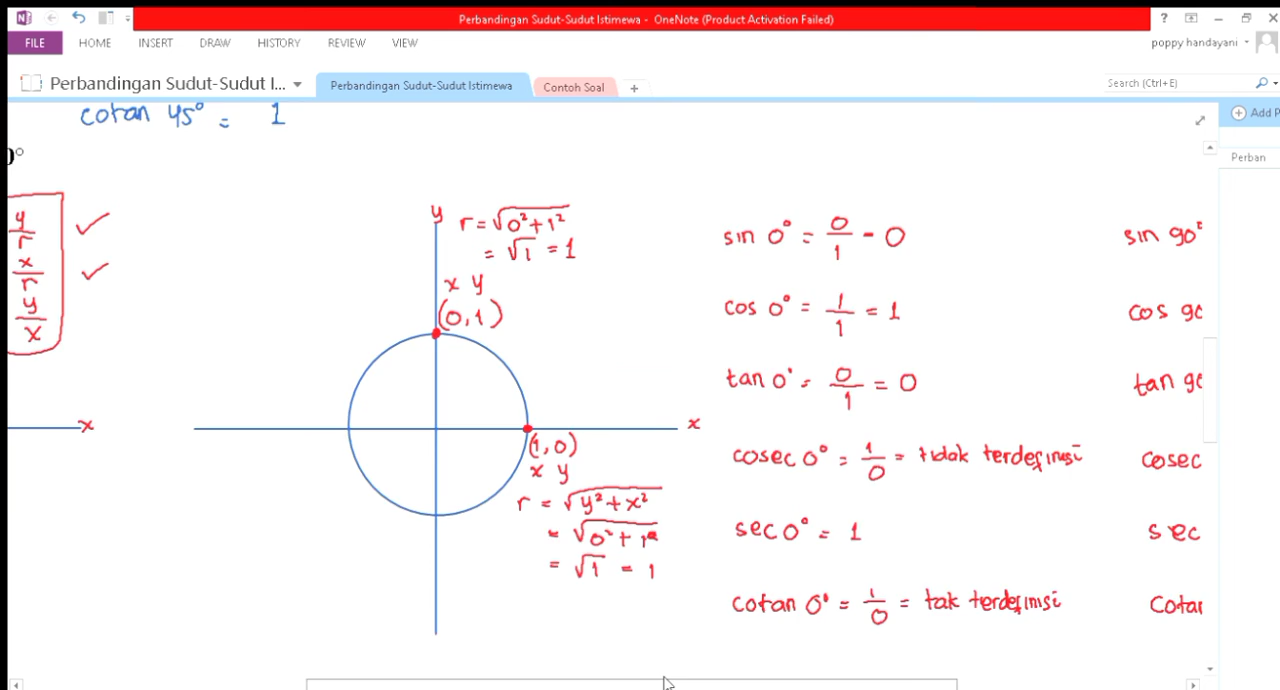 Perbandingan Sudut-Sudut Istimewa - OneNote (Product Activation Failed)
FILE HOME INSERT DRAW HISTORY REVIEW VIEW
poppy handayani
Perbandingan Sudut-Sudut I...
Perbandingan Sudut-Sudut Istimewa
Contoh Soal
Search (Ctrl+E)
Add P
Perban
cotan 45° = 1
0°
y/r
x/r
y/x
x
y
r = √0²+1²
= √1 = 1
x y
(0,1)
x
(1,0)
x y
r = √y²+x²
= √0²+1²
= √1 = 1
sin 0° = 0/1 = 0
cos 0° = 1/1 = 1
tan 0° = 0/1 = 0
cosec 0° = 1/0 = tidak terdefinisi
sec 0° = 1
cotan 0° = 1/0 = tak terdefinisi
sin 90°
cos 90
tan 90
cosec
sec
cotan